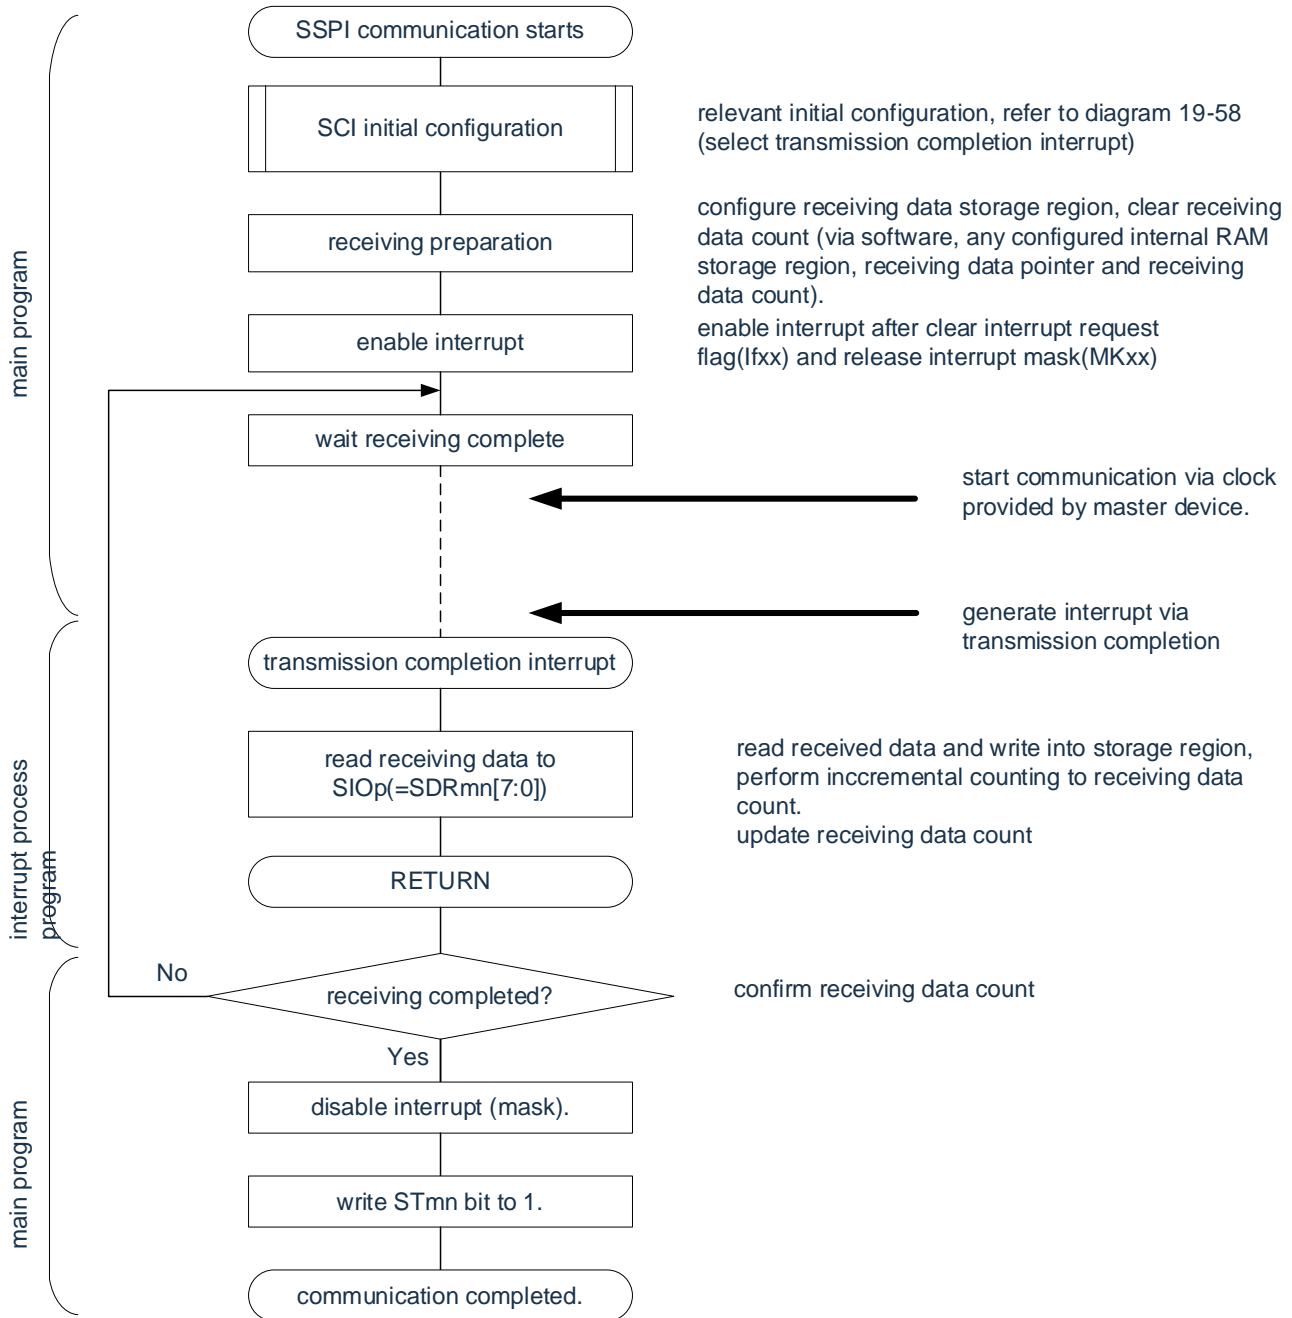 SSPI communication starts
SCI initial configuration
relevant initial configuration, refer to diagram 19-58
(select transmission completion interrupt)
receiving preparation
configure receiving data storage region, clear receiving
data count (via software, any configured internal RAM
storage region, receiving data pointer and receiving
data count).
enable interrupt
enable interrupt after clear interrupt request
flag(Ifxx) and release interrupt mask(MKxx)
main program
wait receiving complete
start communication via clock
provided by master device.
generate interrupt via
transmission completion
transmission completion interrupt
read receiving data to
SIOp(=SDRmn[7:0])
read received data and write into storage region,
perform inccremental counting to receiving data
count.
update receiving data count
interrupt process
program
RETURN
No
receiving completed?
confirm receiving data count
Yes
disable interrupt (mask).
main program
write STmn bit to 1.
communication completed.